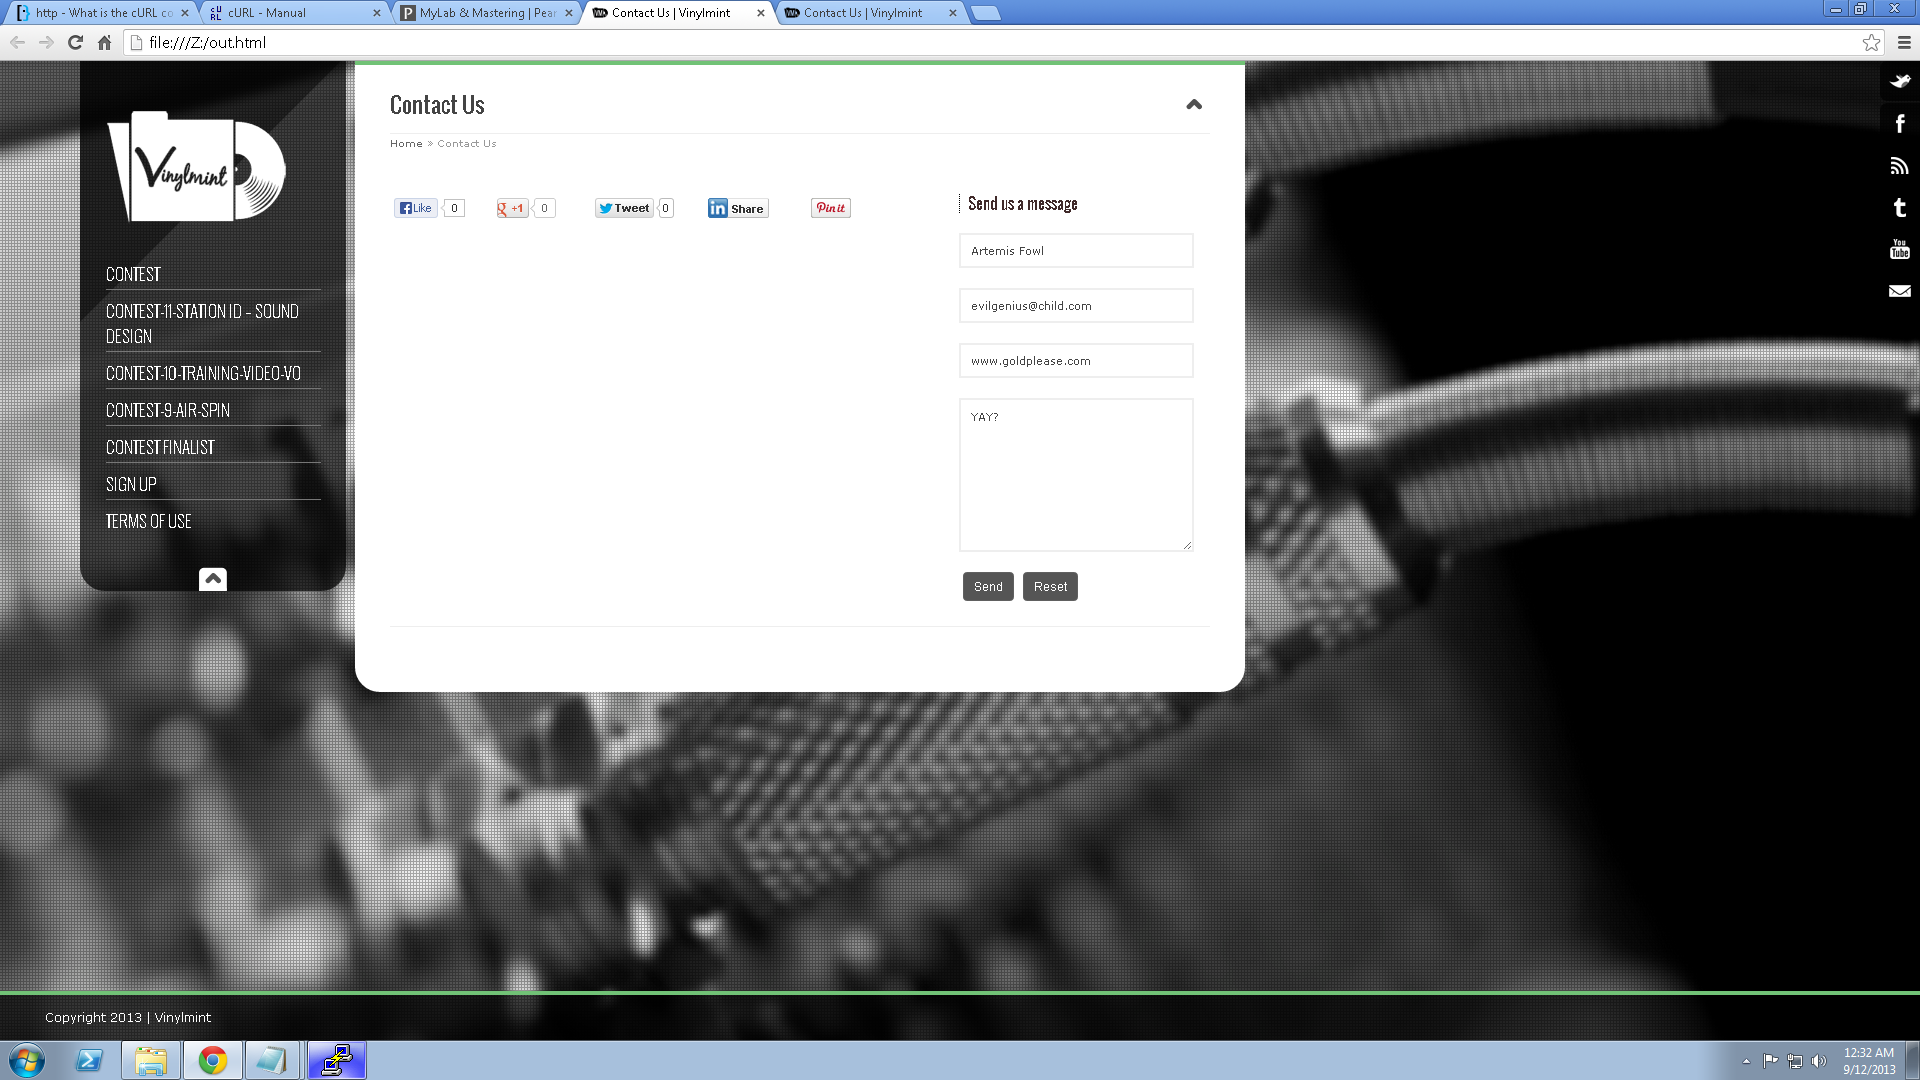 http - What is the cURL co
cURL - Manual
MyLab & Mastering | Pear
Contact Us | Vinylmint
Contact Us | Vinylmint
file:///Z:/out.html
Vinylmint
CONTEST
CONTEST-11-STATION ID – SOUND
DESIGN
CONTEST-10-TRAINING-VIDEO-VO
CONTEST-9-AIR-SPIN
CONTEST FINALIST
SIGN UP
TERMS OF USE
Contact Us
Home » Contact Us
Like 0
+1 0
Tweet 0
in Share
Pin it
Send us a message
Artemis Fowl
evilgenius@child.com
www.goldplease.com
YAY?
Send Reset
You
Tube
Copyright 2013 | Vinylmint
12:32 AM
9/12/2013